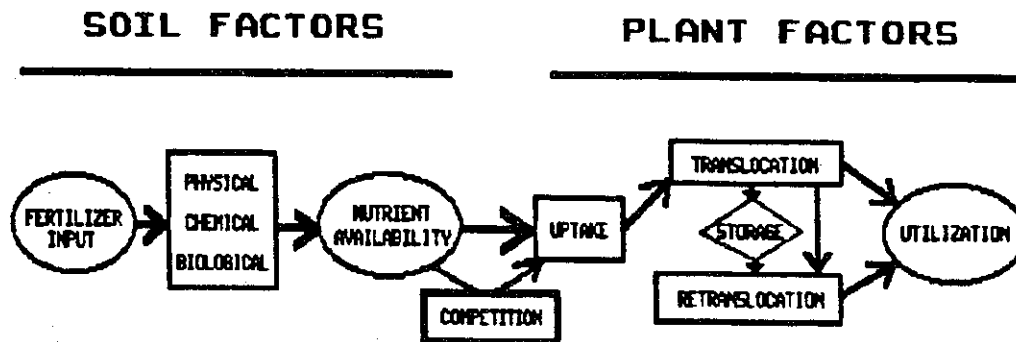 SOIL FACTORS
PLANT FACTORS
FERTILIZER
INPUT
PHYSICAL
CHEMICAL
BIOLOGICAL
NUTRIENT
AVAILABILITY
COMPETITION
UPTAKE
TRANSLOCATION
STORAGE
RETRANSLOCATION
UTILIZATION